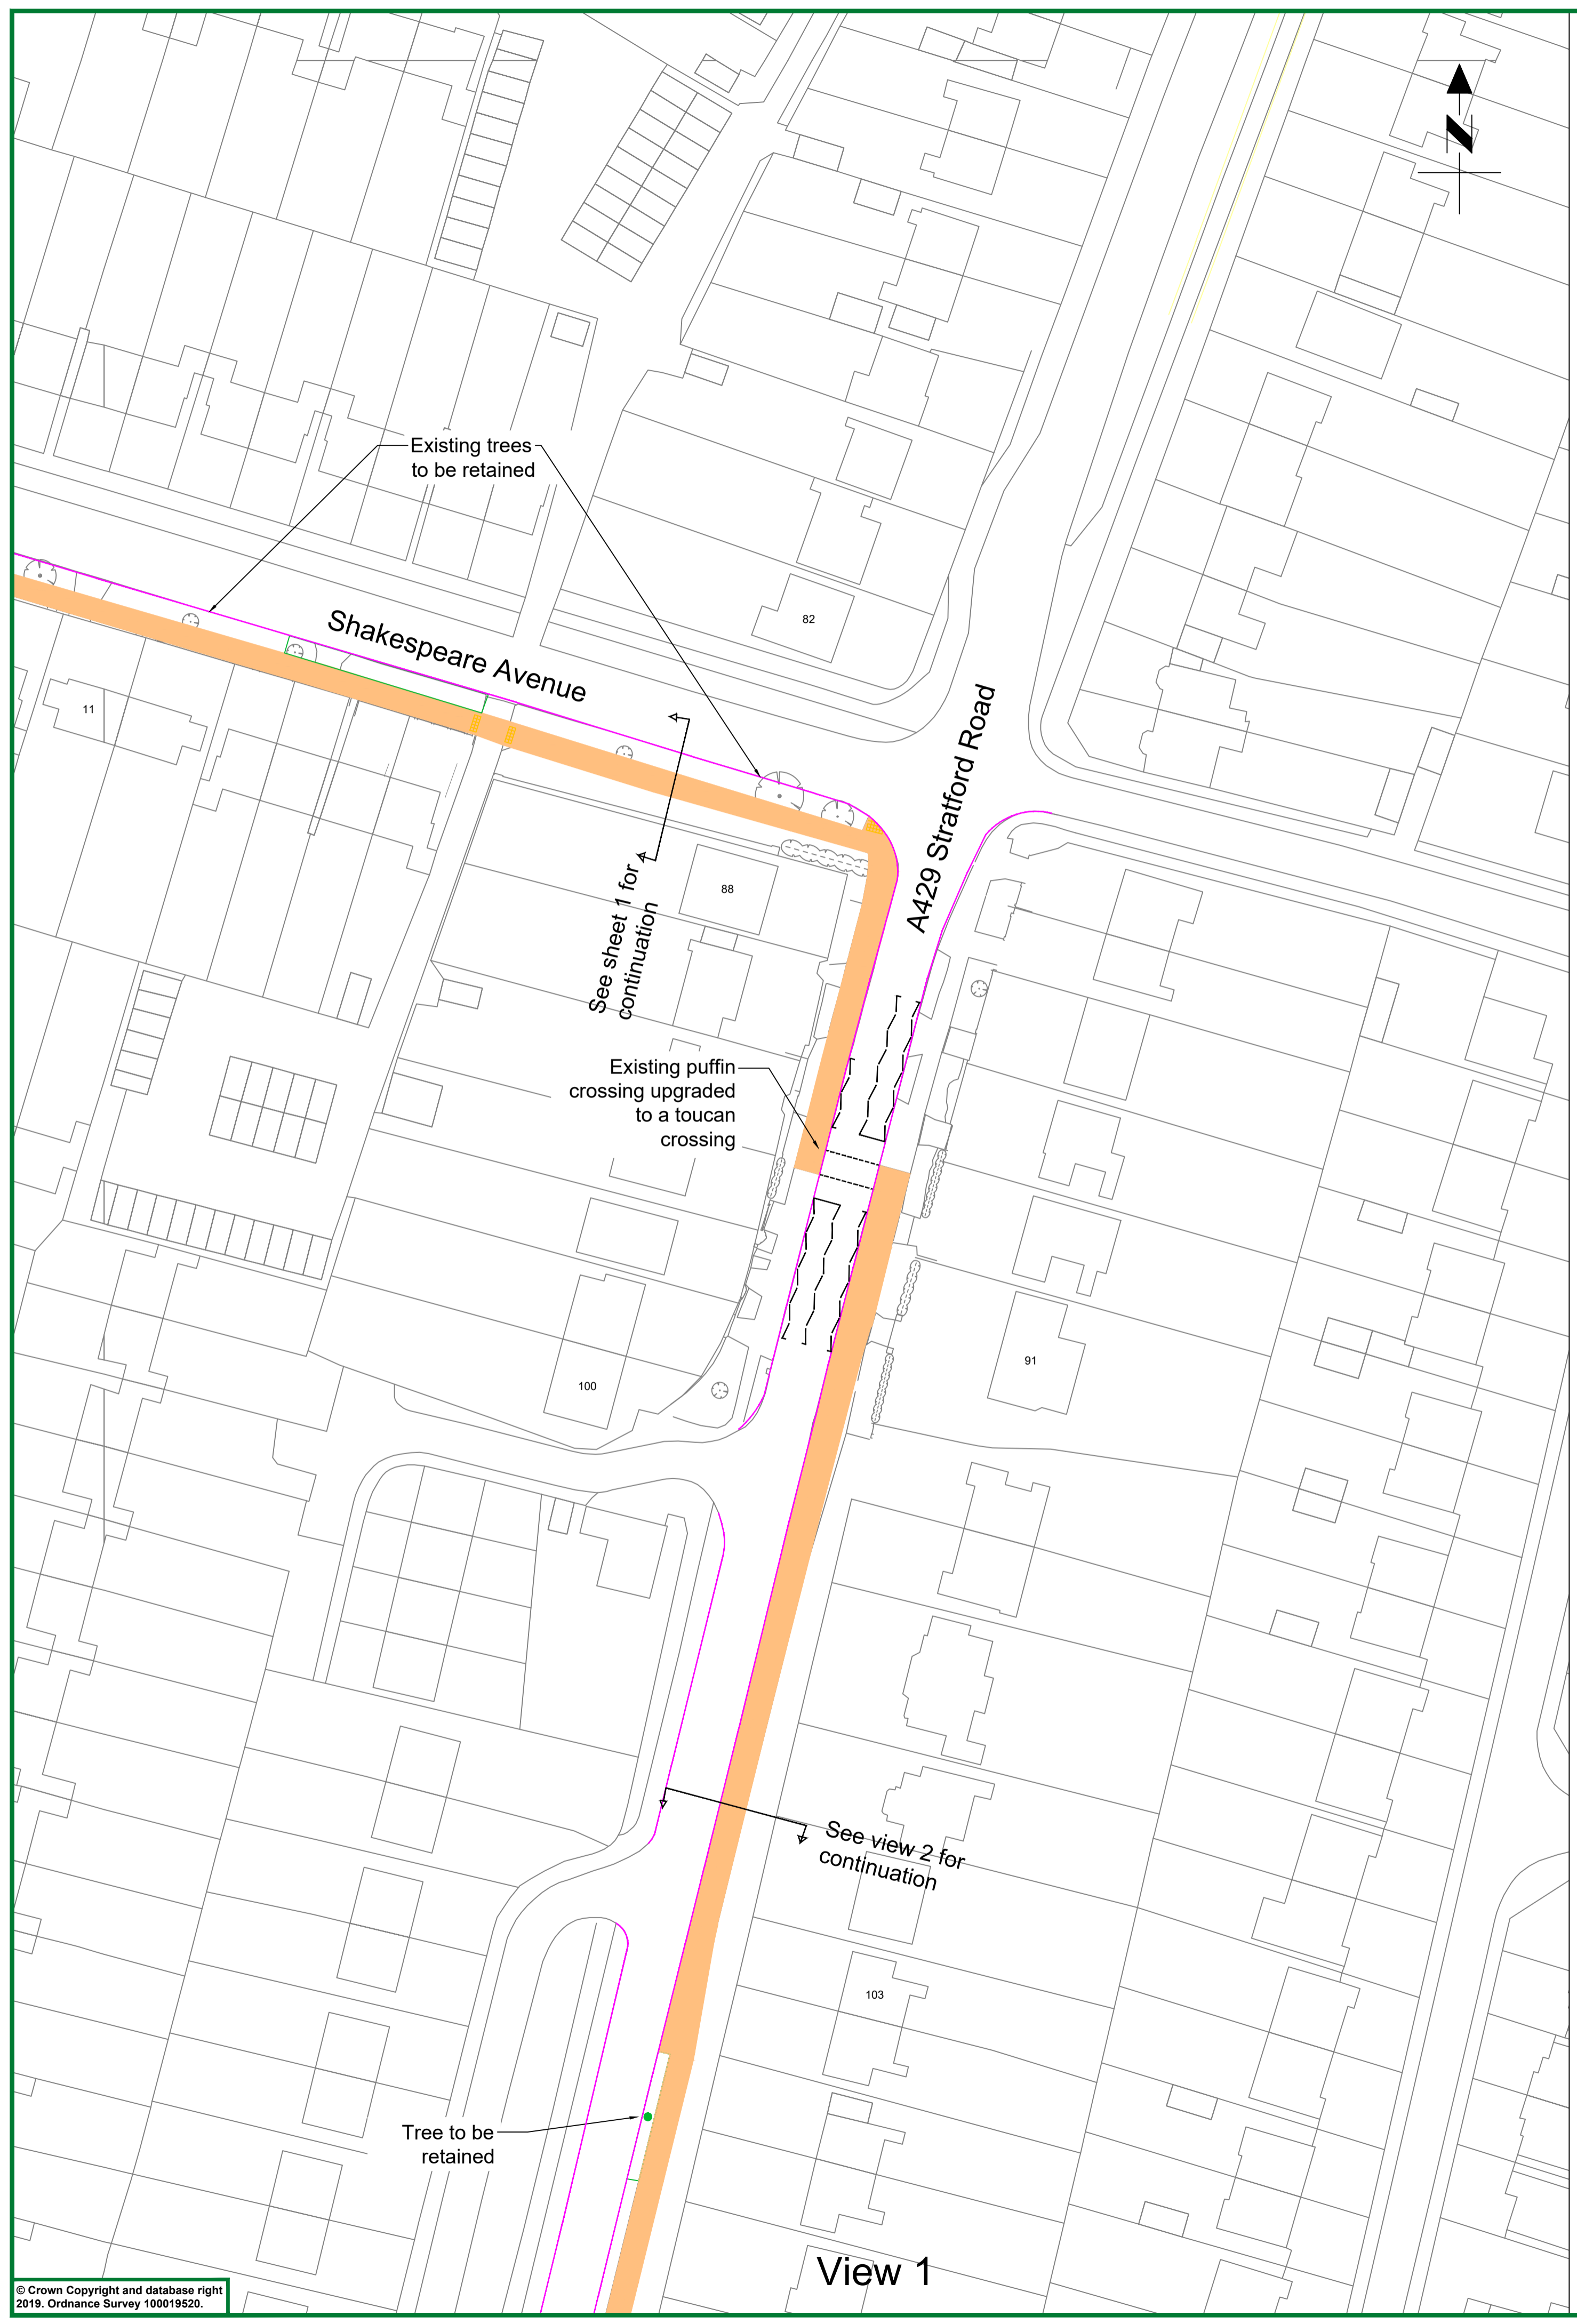 N
Existing trees
to be retained
Shakespeare Avenue
82
11
A429 Stratford Road
88
See sheet 1 for
continuation
Existing puffin
crossing upgraded
to a toucan
crossing
91
100
See view 2 for
continuation
103
Tree to be
retained
View 1
© Crown Copyright and database right
2019. Ordnance Survey 100019520.